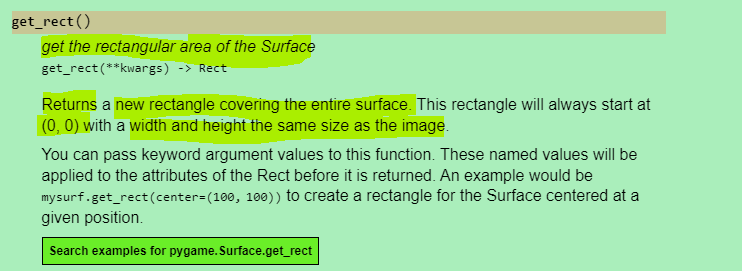 get_rect()
get the rectangular area of the Surface
get_rect(**kwargs) -> Rect
Returns a new rectangle covering the entire surface. This rectangle will always start at
(0, 0) with a width and height the same size as the image.
You can pass keyword argument values to this function. These named values will be
applied to the attributes of the Rect before it is returned. An example would be
mysurf.get_rect(center=(100, 100)) to create a rectangle for the Surface centered at a
given position.
Search examples for pygame.Surface.get_rect